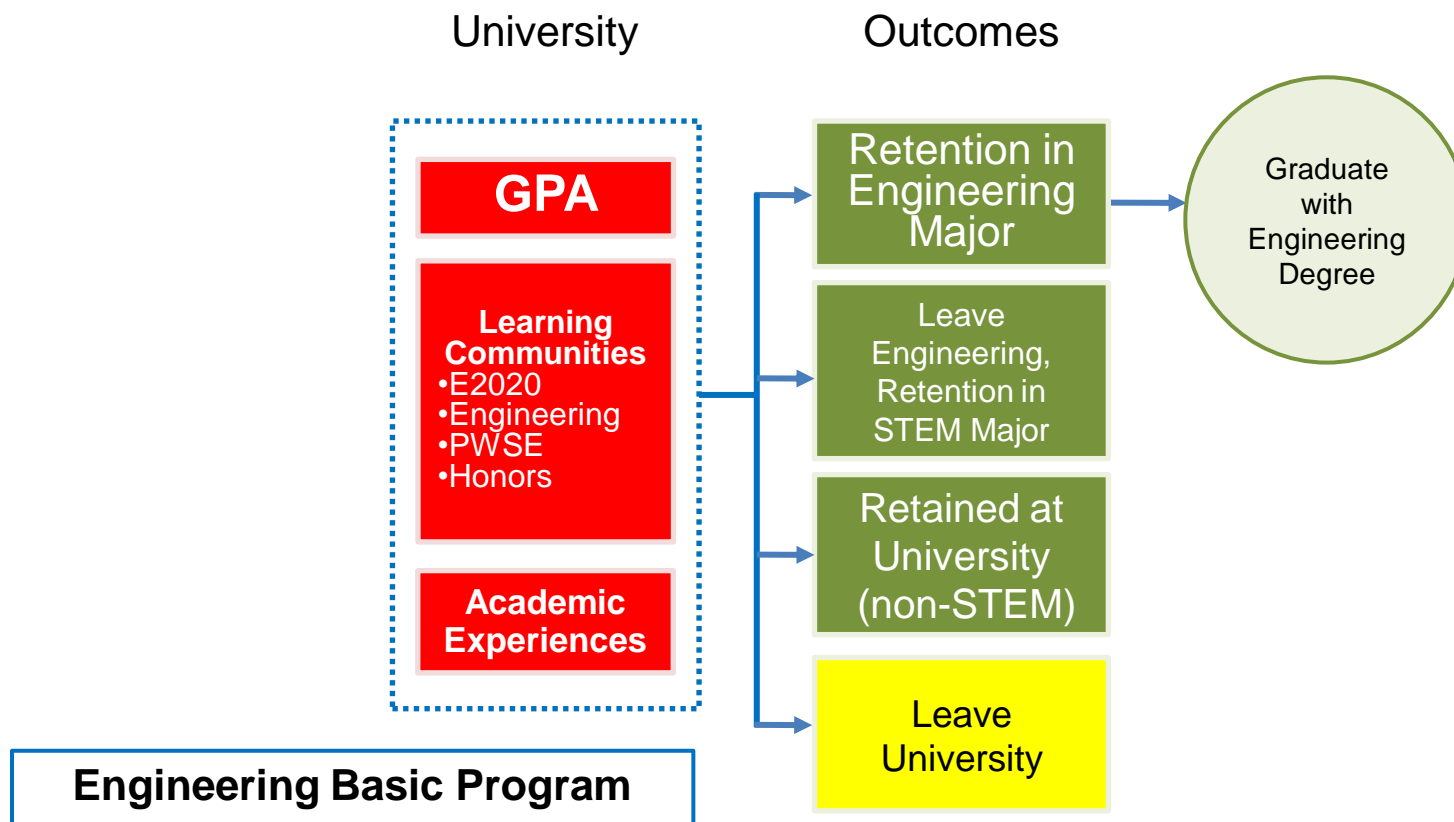 University
Outcomes
GPA
Learning
Communities
•E2020
•Engineering
•PWSE
•Honors
Academic
Experiences
Engineering Basic Program
Retention in
Engineering
Major
Leave
Engineering,
Retention in
STEM Major
Retained at
University
(non-STEM)
Leave
University
Graduate
with
Engineering
Degree